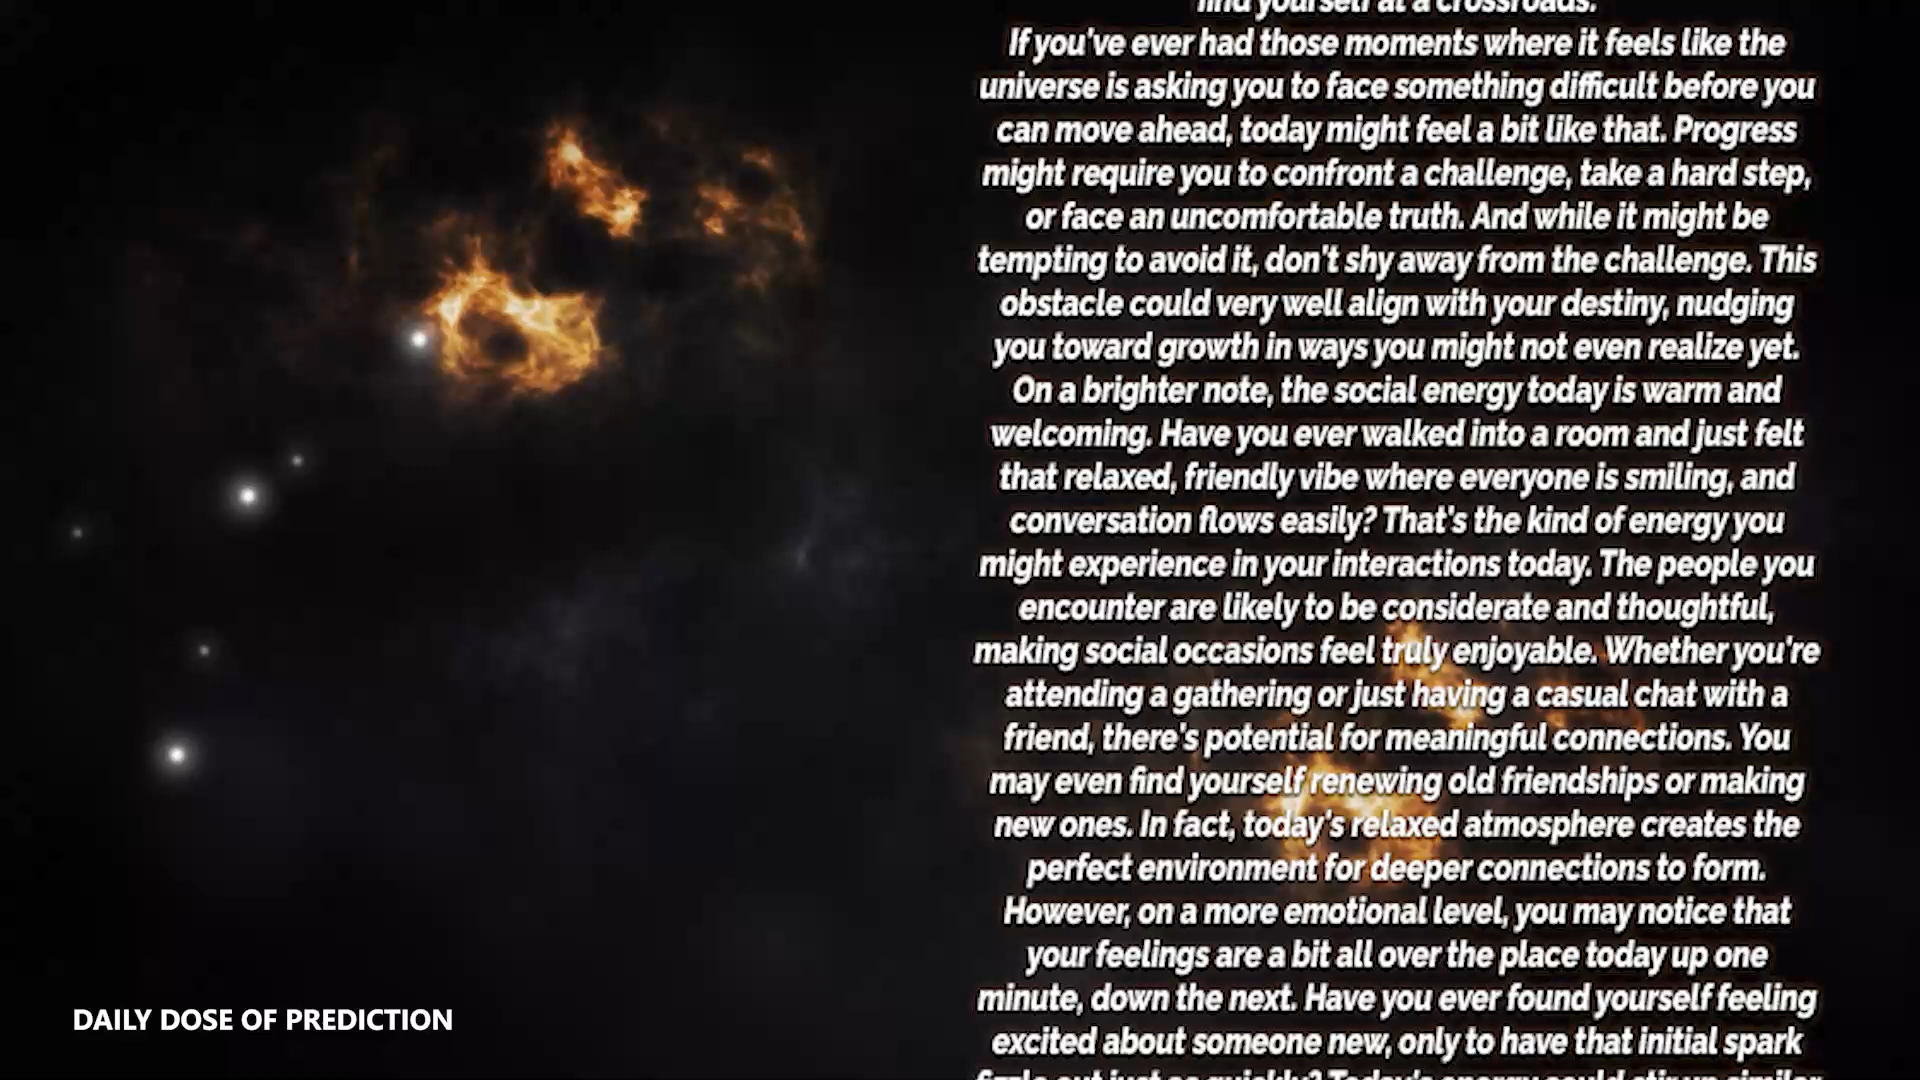 find yourself at a crossroads.
If you've ever had those moments where it feels like the
universe is asking you to face something difficult before you
can move ahead, today might feel a bit like that. Progress
might require you to confront a challenge, take a hard step,
or face an uncomfortable truth. And while it might be
tempting to avoid it, don't shy away from the challenge. This
obstacle could very well align with your destiny, nudging
you toward growth in ways you might not even realize yet.
On a brighter note, the social energy today is warm and
welcoming. Have you ever walked into a room and just felt
that relaxed, friendly vibe where everyone is smiling, and
conversation flows easily? That's the kind of energy you
might experience in your interactions today. The people you
encounter are likely to be considerate and thoughtful,
making social occasions feel truly enjoyable. Whether you're
attending a gathering or just having a casual chat with a
friend, there's potential for meaningful connections. You
may even find yourself renewing old friendships or making
new ones. In fact, today's relaxed atmosphere creates the
perfect environment for deeper connections to form.
However, on a more emotional level, you may notice that
your feelings are a bit all over the place today up one
minute, down the next. Have you ever found yourself feeling
excited about someone new, only to have that initial spark
DAILY DOSE OF PREDICTION